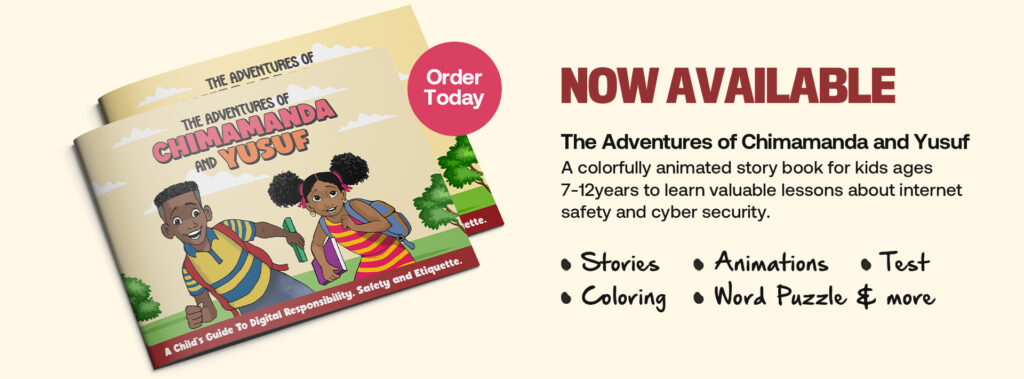 THE ADVENTURES OF
THE ADVENTURES OF
CHIMAMANDA
AND YUSUF
A Child's Guide To Digital Responsibility, Safety and Etiquette.
ette.
Order
Today
NOW AVAILABLE
The Adventures of Chimamanda and Yusuf
A colorfully animated story book for kids ages
7-12years to learn valuable lessons about internet
safety and cyber security.
• Stories • Animations • Test
• Coloring • Word Puzzle & more